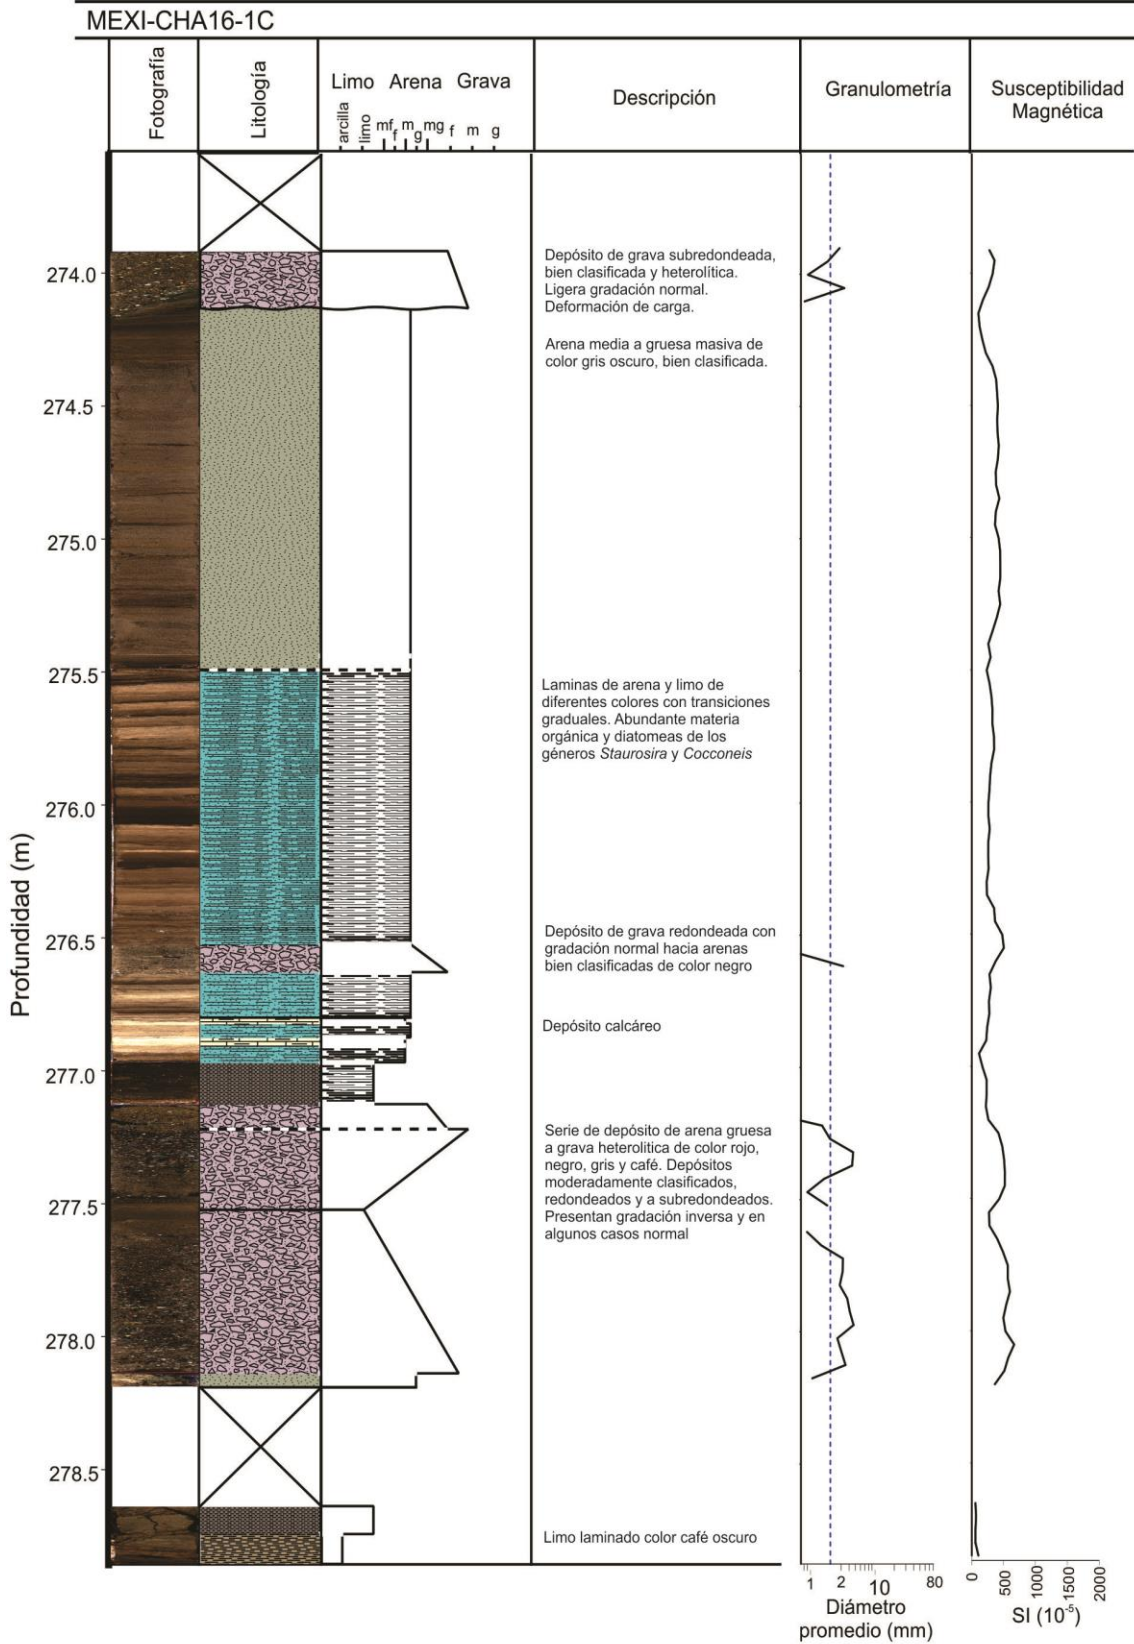 MEXI-CHA16-1C
Fotografía
Litología
Limo Arena Grava
arcilla limo mf f m g mg f m g
Descripción
Granulometría
Susceptibilidad
Magnética
Profundidad (m)
274.0
274.5
275.0
275.5
276.0
276.5
277.0
277.5
278.0
278.5
Depósito de grava subredondeada,
bien clasificada y heterolítica.
Ligera gradación normal.
Deformación de carga.
Arena media a gruesa masiva de
color gris oscuro, bien clasificada.
Laminas de arena y limo de
diferentes colores con transiciones
graduales. Abundante materia
orgánica y diatomeas de los
géneros Staurosira y Cocconeis
Depósito de grava redondeada con
gradación normal hacia arenas
bien clasificadas de color negro
Depósito calcáreo
Serie de depósito de arena gruesa
a grava heterolitica de color rojo,
negro, gris y café. Depósitos
moderadamente clasificados,
redondeados y a subredondeados.
Presentan gradación inversa y en
algunos casos normal
Limo laminado color café oscuro
1 2 10 80
Diámetro
promedio (mm)
0 500 1000 1500 2000
SI (10⁻⁵)